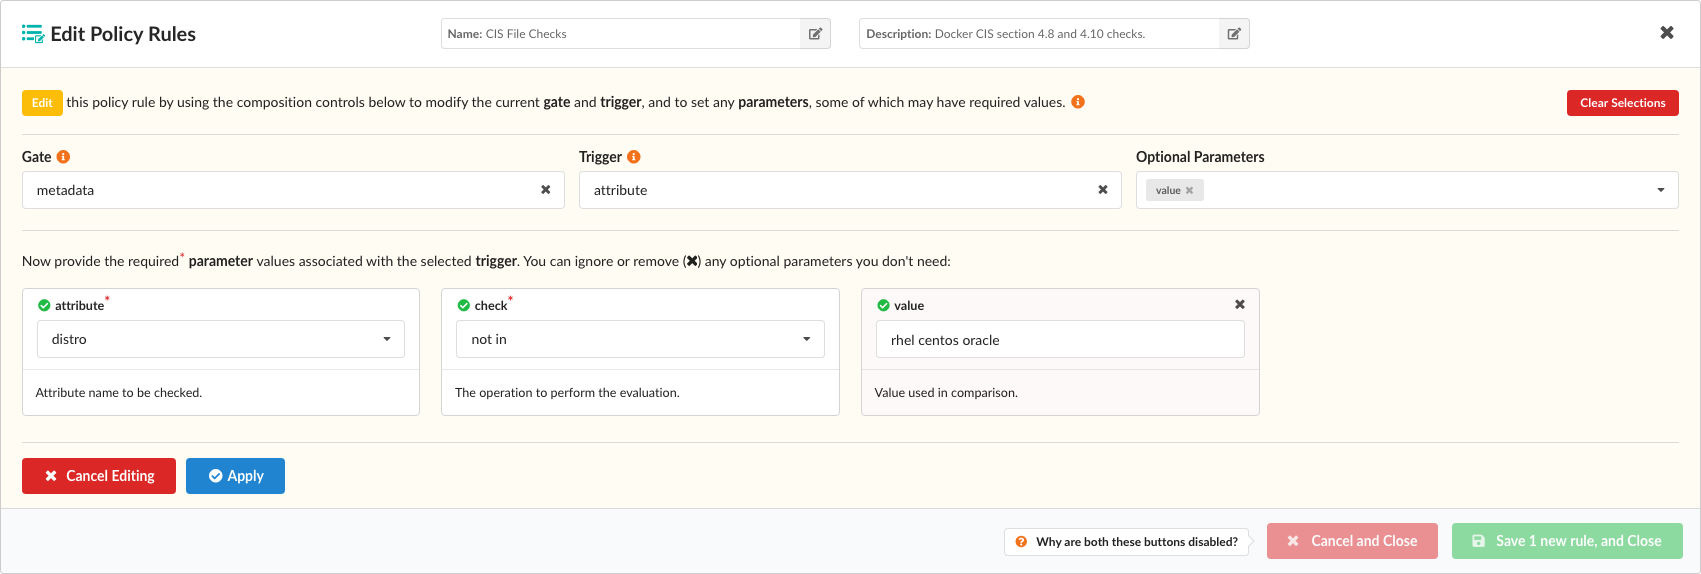 Edit Policy Rules
Name: CIS File Checks
Description: Docker CIS section 4.8 and 4.10 checks.
Edit this policy rule by using the composition controls below to modify the current gate and trigger, and to set any parameters, some of which may have required values.
Clear Selections
Gate
Trigger
Optional Parameters
metadata
attribute
value
Now provide the required* parameter values associated with the selected trigger. You can ignore or remove (✖) any optional parameters you don't need:
attribute*
check*
value
distro
not in
rhel centos oracle
Attribute name to be checked.
The operation to perform the evaluation.
Value used in comparison.
Cancel Editing
Apply
Why are both these buttons disabled?
Cancel and Close
Save 1 new rule, and Close